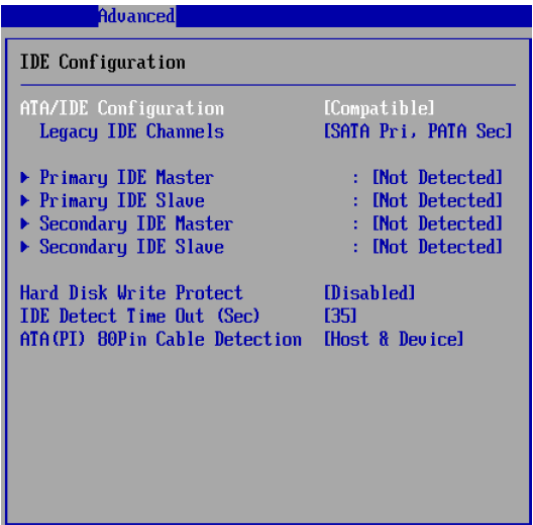 Advanced
IDE Configuration
ATA/IDE Configuration [Compatible]
Legacy IDE Channels [SATA Pri, PATA Sec]
Primary IDE Master : [Not Detected]
Primary IDE Slave : [Not Detected]
Secondary IDE Master : [Not Detected]
Secondary IDE Slave : [Not Detected]
Hard Disk Write Protect [Disabled]
IDE Detect Time Out (Sec) [35]
ATA(PI) 80Pin Cable Detection [Host & Device]